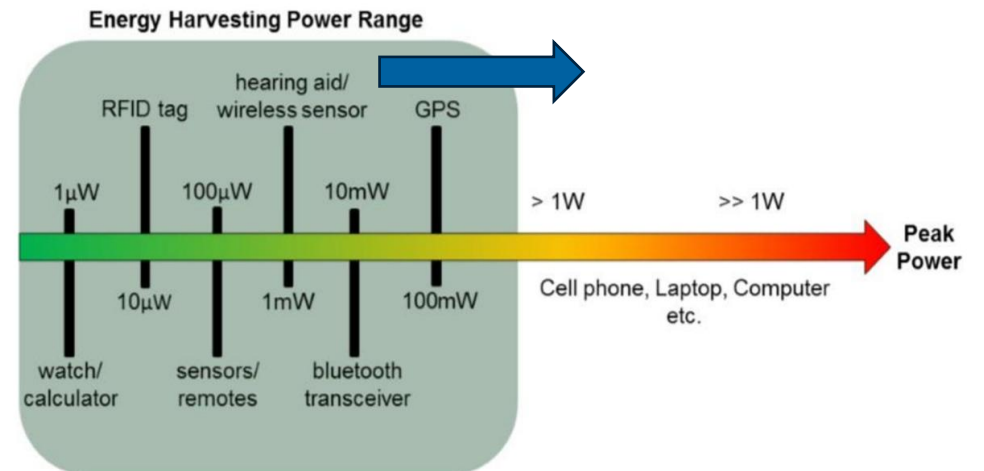 Energy Harvesting Power Range
hearing aid/
RFID tag
wireless sensor
GPS
1µW
100µW
10mW
> 1W
>> 1W
Peak
Power
10µW
1mW
100mW
Cell phone, Laptop, Computer
etc.
watch/
calculator
sensors/
remotes
bluetooth
transceiver